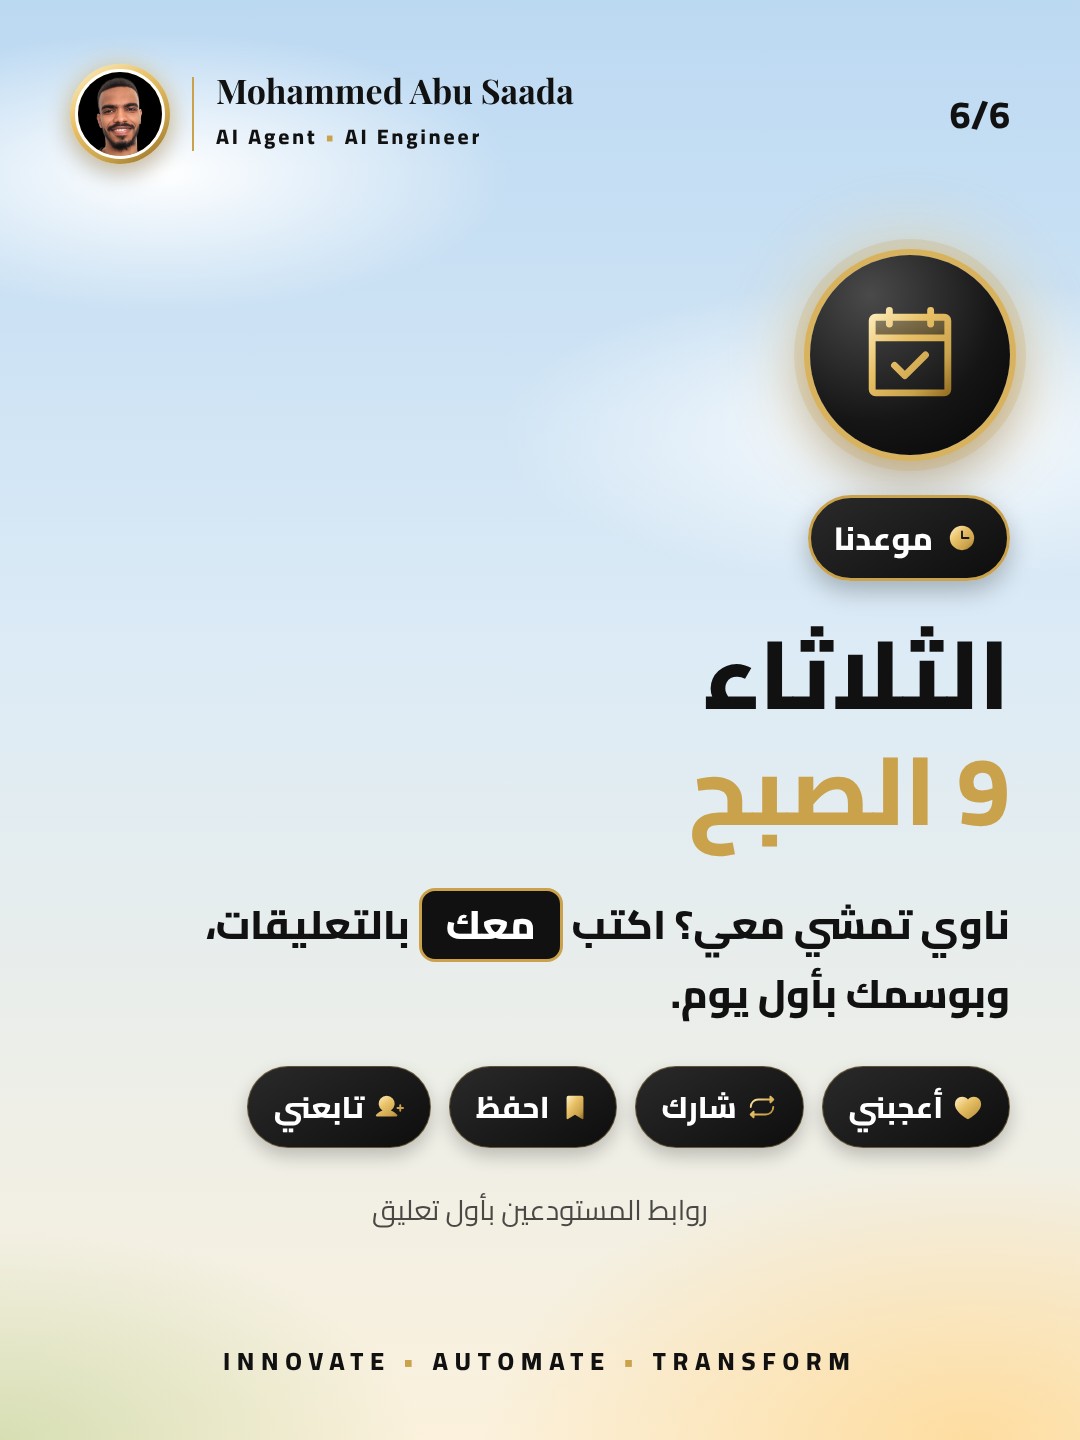 Mohammed Abu Saada
AI Agent ▪ AI Engineer
6/6
موعدنا
الثلاثاء
9 الصبح
ناوي تمشي معي؟ اكتب معك بالتعليقات،
وبوسمك بأول يوم.
أعجبني
شارك
احفظ
تابعني
روابط المستودعين بأول تعليق
INNOVATE ▪ AUTOMATE ▪ TRANSFORM